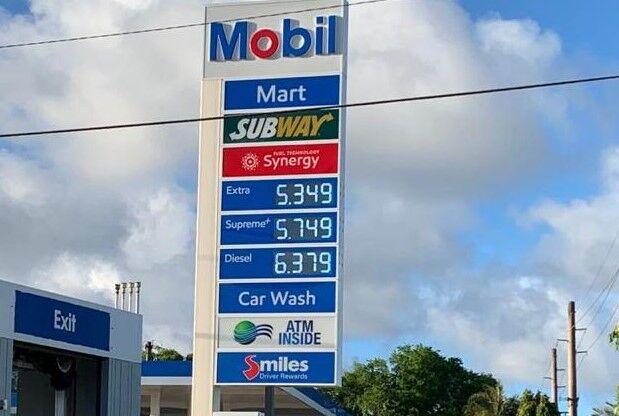 Mobil
Mart
SUBWAY
FUEL TECHNOLOGY
Synergy
Extra 5.349
Supreme+ 5.749
Diesel 6.379
Car Wash
ATM
INSIDE
Smiles
Driver Rewards
Exit